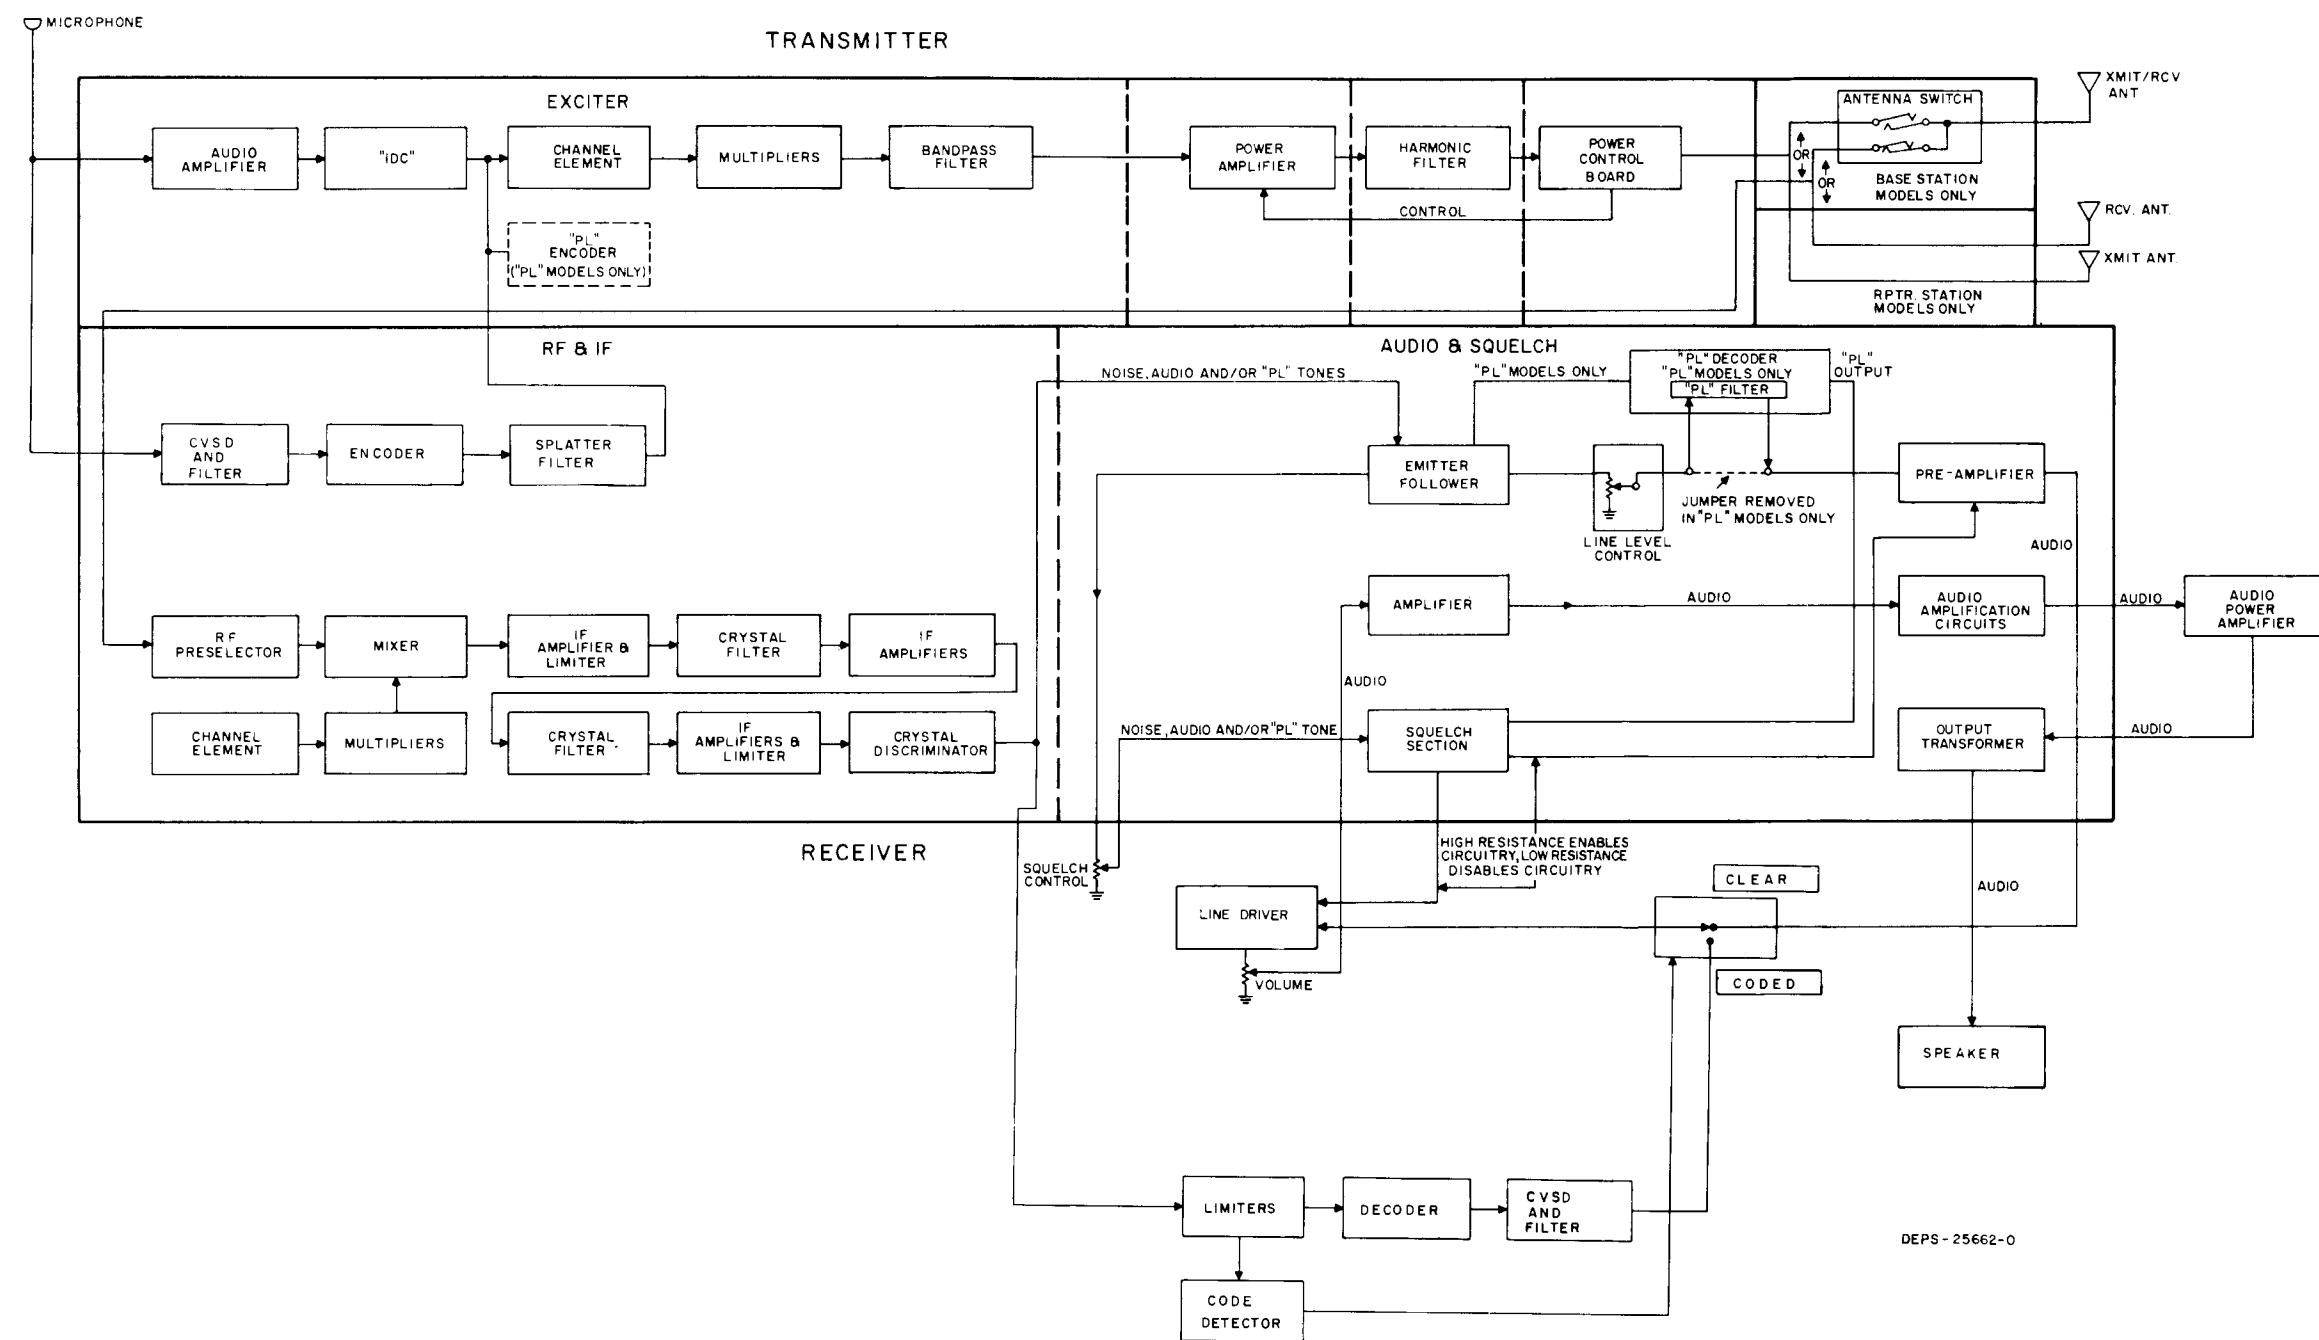 MICROPHONE
TRANSMITTER
EXCITER
AUDIO
AMPLIFIER
"IDC"
CHANNEL
ELEMENT
MULTIPLIERS
BANDPASS
FILTER
POWER
AMPLIFIER
HARMONIC
FILTER
POWER
CONTROL
BOARD
CONTROL
"PL"
ENCODER
("PL" MODELS ONLY)
ANTENNA SWITCH
OR
OR
BASE STATION
MODELS ONLY
XMIT/RCV
ANT
RCV. ANT.
XMIT ANT.
RPTR. STATION
MODELS ONLY
RF & IF
CVSD
AND
FILTER
ENCODER
SPLATTER
FILTER
RF
PRESELECTOR
MIXER
IF
AMPLIFIER &
LIMITER
CRYSTAL
FILTER
IF
AMPLIFIERS
CHANNEL
ELEMENT
MULTIPLIERS
CRYSTAL
FILTER
IF
AMPLIFIERS &
LIMITER
CRYSTAL
DISCRIMINATOR
AUDIO & SQUELCH
NOISE, AUDIO AND/OR "PL" TONES
"PL" MODELS ONLY
"PL" DECODER
"PL" MODELS ONLY
"PL" FILTER
"PL"
OUTPUT
EMITTER
FOLLOWER
LINE LEVEL
CONTROL
JUMPER REMOVED
IN "PL" MODELS ONLY
PRE-AMPLIFIER
AUDIO
AMPLIFIER
AUDIO
AUDIO
AMPLIFICATION
CIRCUITS
AUDIO
AUDIO
POWER
AMPLIFIER
AUDIO
NOISE, AUDIO AND/OR "PL" TONE
SQUELCH
SECTION
OUTPUT
TRANSFORMER
AUDIO
RECEIVER
SQUELCH
CONTROL
HIGH RESISTANCE ENABLES
CIRCUITRY, LOW RESISTANCE
DISABLES CIRCUITRY
LINE DRIVER
VOLUME
CLEAR
CODED
AUDIO
SPEAKER
LIMITERS
DECODER
CVSD
AND
FILTER
CODE
DETECTOR
DEPS-25662-O